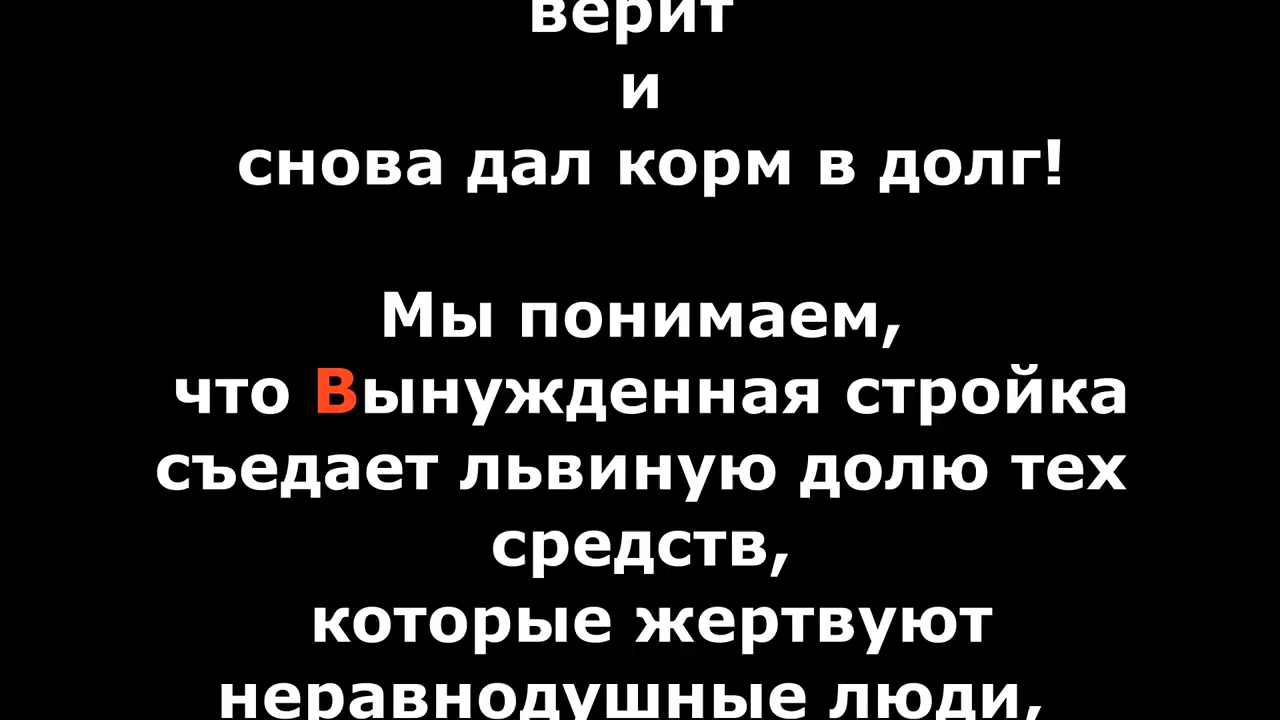 верит
и
снова дал корм в долг!
Мы понимаем,
что Вынужденная стройка
съедает львиную долю тех
средств,
которые жертвуют
неравнодушные люди,